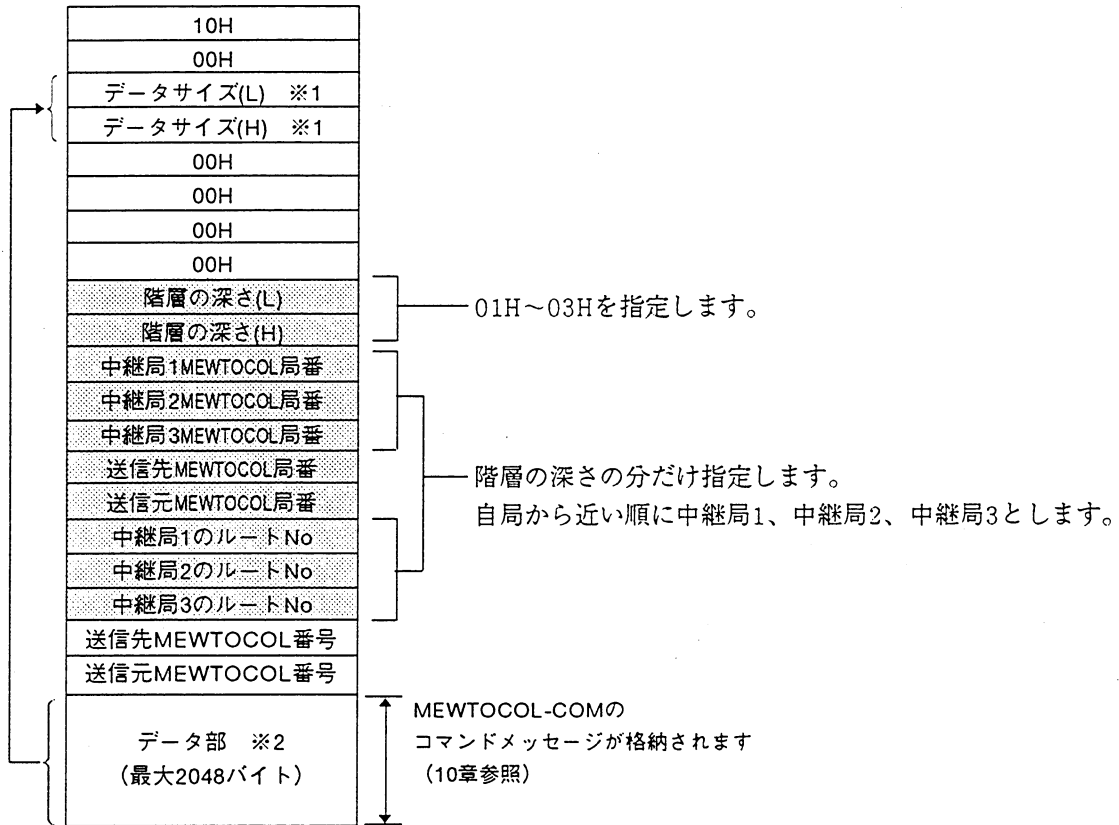 10H
00H
データサイズ(L) ※1
データサイズ(H) ※1
00H
00H
00H
00H
階層の深さ(L)
階層の深さ(H)
01H～03Hを指定します。
中継局1MEWTOCOL局番
中継局2MEWTOCOL局番
中継局3MEWTOCOL局番
送信先MEWTOCOL局番
送信元MEWTOCOL局番
中継局1のルートNo
中継局2のルートNo
中継局3のルートNo
階層の深さの分だけ指定します。
自局から近い順に中継局1、中継局2、中継局3とします。
送信先MEWTOCOL番号
送信元MEWTOCOL番号
データ部 ※2
（最大2048バイト）
MEWTOCOL-COMの
コマンドメッセージが格納されます
（10章参照）